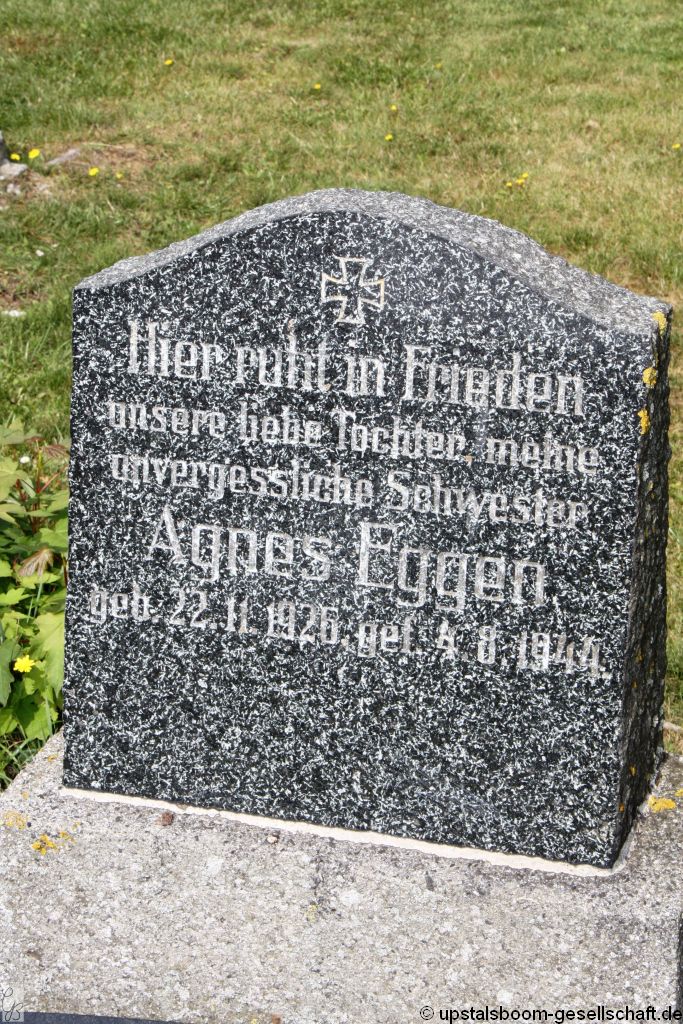 Hier ruht in Frieden
unsere liebe Tochter, meine
unvergessliche Schwester
Agnes Eggen
geb. 22.11.1926, gef. 4.8.1944.
© upstalsboom-gesellschaft.de